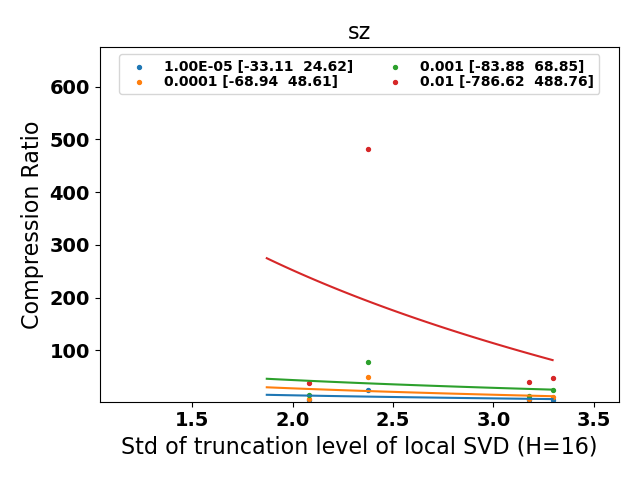 sz
1.00E-05 [-33.11  24.62]
0.0001 [-68.94  48.61]
0.001 [-83.88  68.85]
0.01 [-786.62  488.76]
Compression Ratio
600
500
400
300
200
100
1.5
2.0
2.5
3.0
3.5
Std of truncation level of local SVD (H=16)